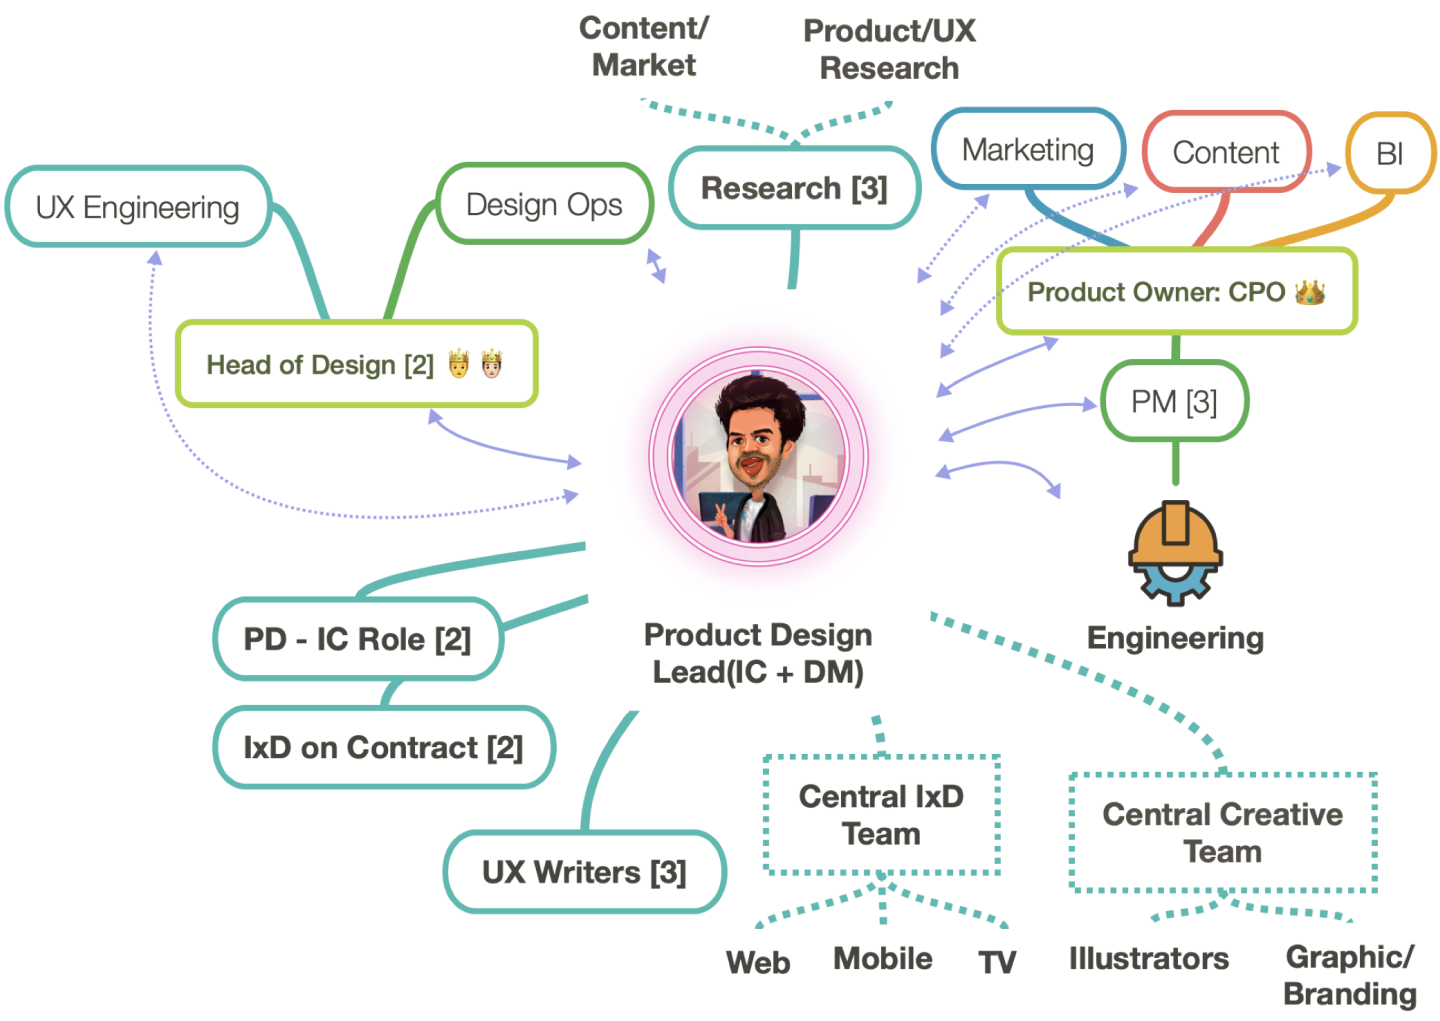 Content/
Market
Product/UX
Research
Marketing
Content
BI
UX Engineering
Design Ops
Research [3]
Product Owner: CPO
Head of Design [2]
PM [3]
Engineering
Product Design
Lead(IC + DM)
PD - IC Role [2]
IxD on Contract [2]
UX Writers [3]
Central IxD
Team
Central Creative
Team
Web
Mobile
TV
Illustrators
Graphic/
Branding